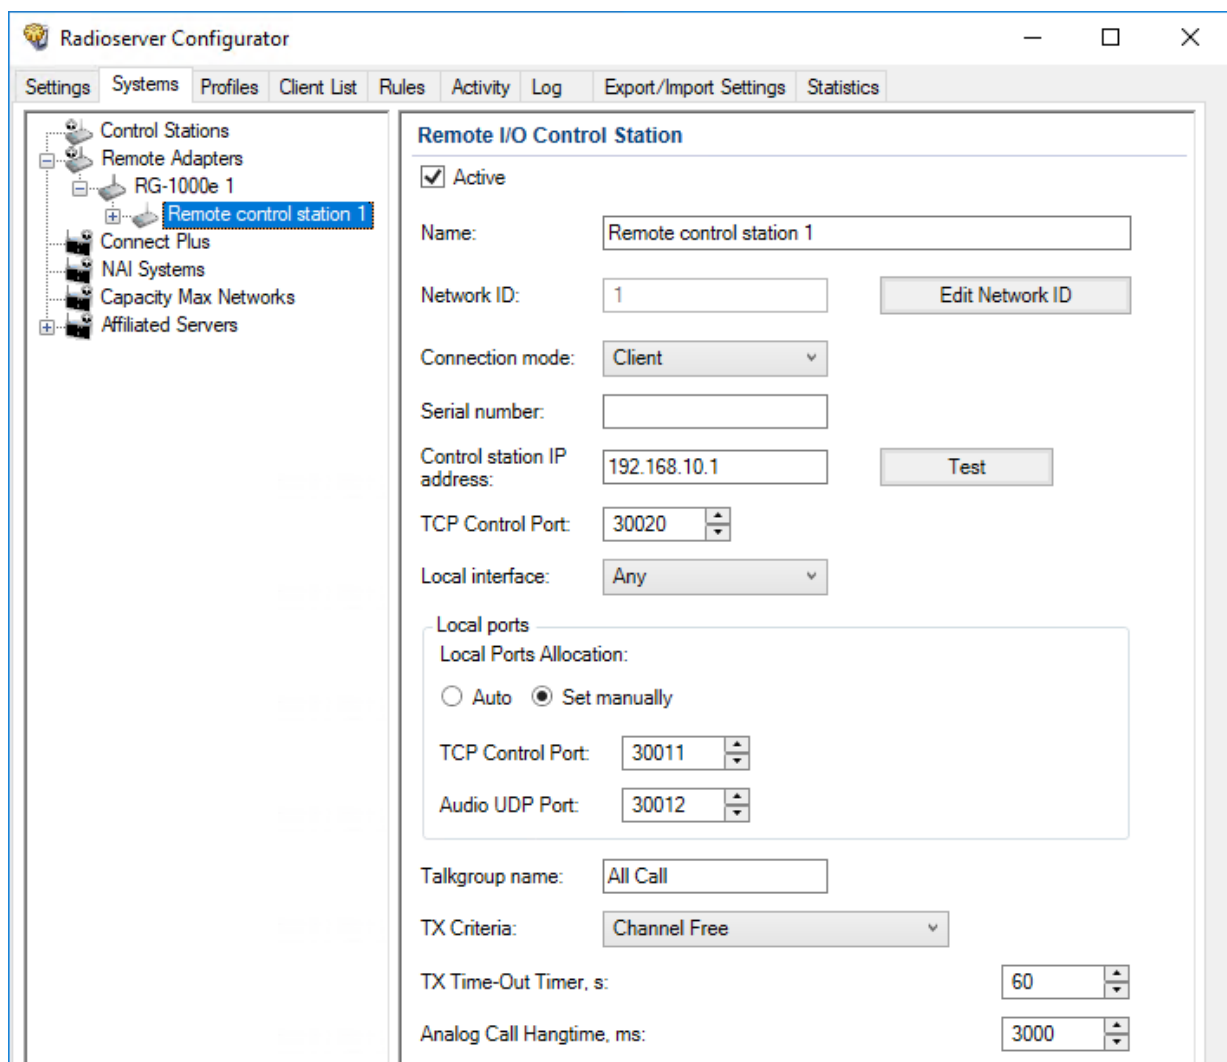 Radioserver Configurator
Settings Systems Profiles Client List Rules Activity Log Export/Import Settings Statistics
Control Stations
Remote Adapters
RG-1000e 1
Remote control station 1
Connect Plus
NAI Systems
Capacity Max Networks
Affiliated Servers
Remote I/O Control Station
Active
Name: Remote control station 1
Network ID: 1 Edit Network ID
Connection mode: Client
Serial number:
Control station IP
address: 192.168.10.1 Test
TCP Control Port: 30020
Local interface: Any
Local ports
Local Ports Allocation:
Auto Set manually
TCP Control Port: 30011
Audio UDP Port: 30012
Talkgroup name: All Call
TX Criteria: Channel Free
TX Time-Out Timer, s: 60
Analog Call Hangtime, ms: 3000